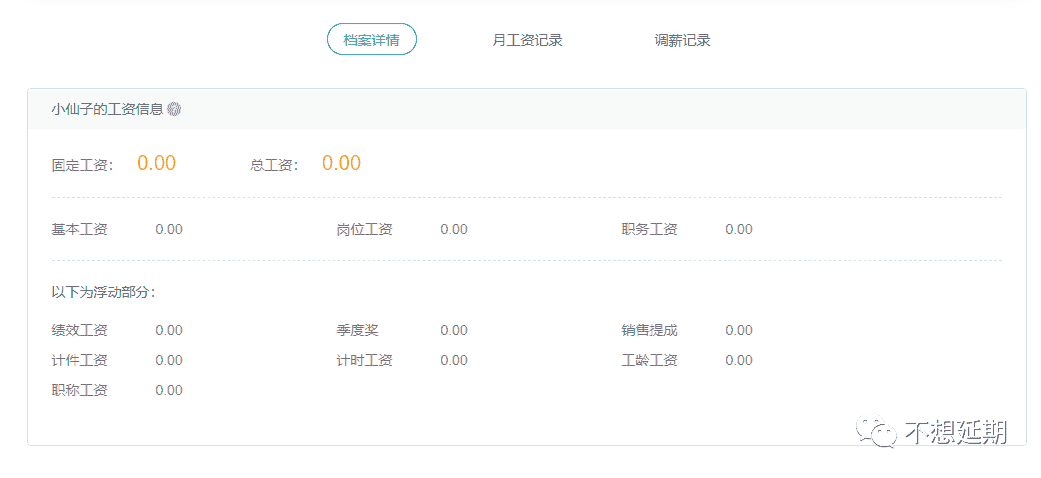 档案详情 月工资记录 调薪记录
小仙子的工资信息
固定工资： 0.00 总工资： 0.00
基本工资 0.00 岗位工资 0.00 职务工资 0.00
以下为浮动部分：
绩效工资 0.00 季度奖 0.00 销售提成 0.00
计件工资 0.00 计时工资 0.00 工龄工资 0.00
职称工资 0.00
不想延期